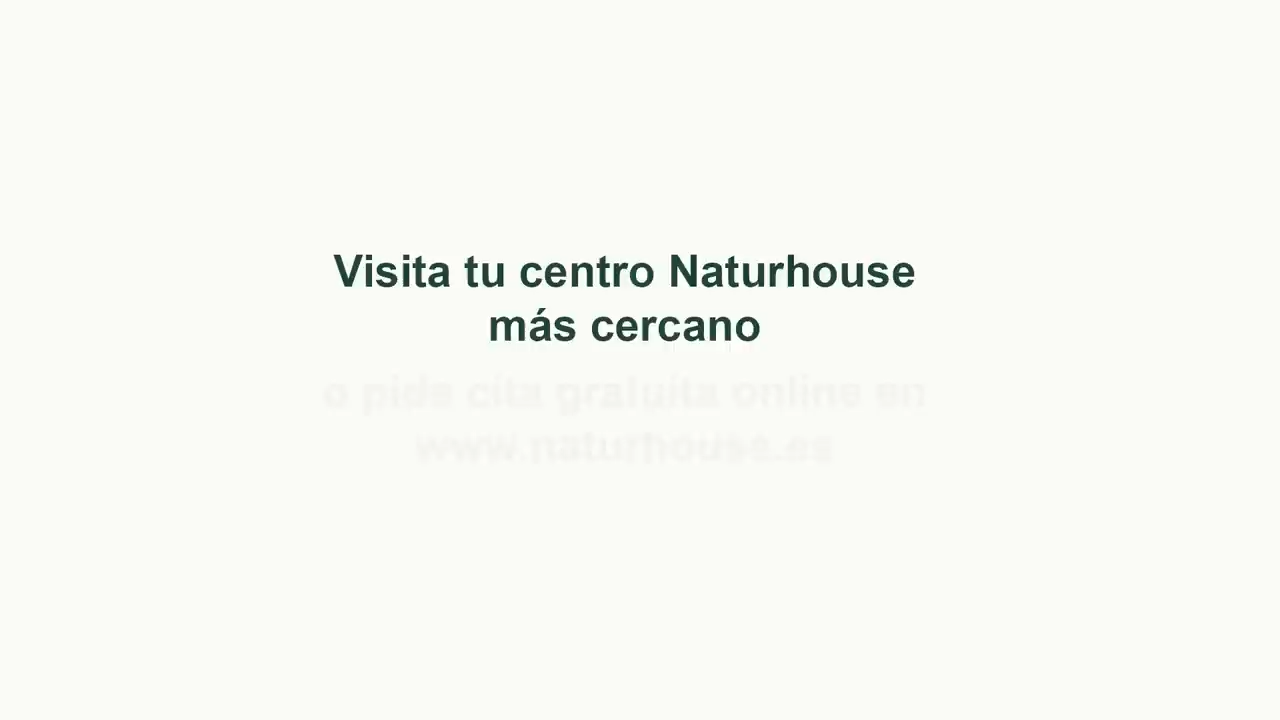 Visita tu centro Naturhouse
más cercano
o pide cita gratuita online en
www.naturhouse.es